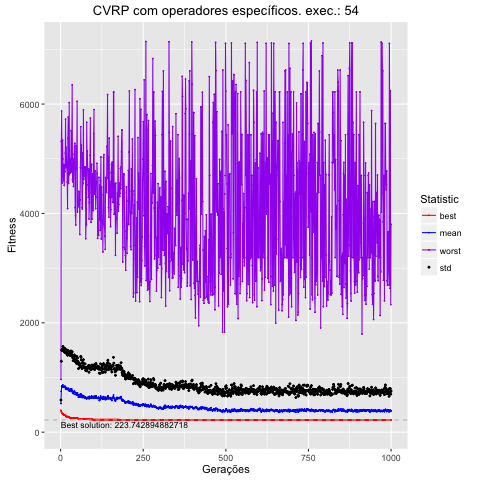 CVRP com operadores específicos. exec.: 54
Fitness
6000
4000
2000
0
Best solution: 223.742894882718
0
250
500
750
1000
Gerações
Statistic
best
mean
worst
std